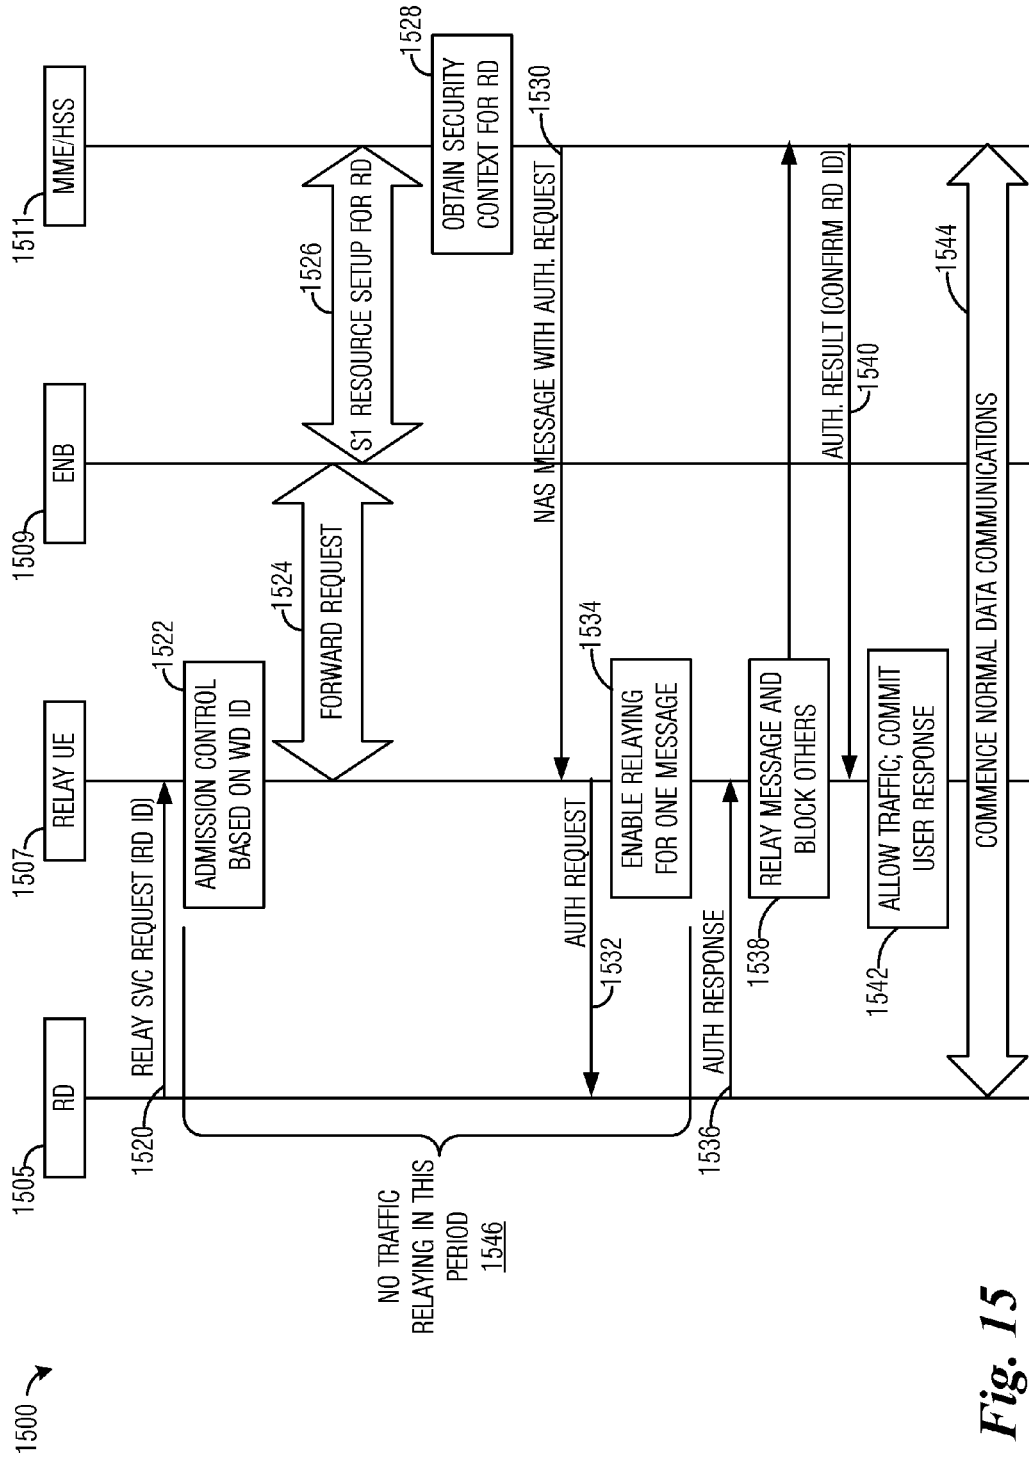 1500
1505
RD
1507
RELAY UE
1509
ENB
1511
MME/HSS
1520
RELAY SVC REQUEST (RD ID)
1522
ADMISSION CONTROL
BASED ON WD ID
1524
FORWARD REQUEST
1526
S1 RESOURCE SETUP FOR RD
1528
OBTAIN SECURITY
CONTEXT FOR RD
NAS MESSAGE WITH AUTH. REQUEST
1530
AUTH REQUEST
1532
1534
ENABLE RELAYING
FOR ONE MESSAGE
NO TRAFFIC
RELAYING IN THIS
PERIOD
1546
AUTH RESPONSE
1536
RELAY MESSAGE AND
BLOCK OTHERS
1538
AUTH. RESULT (CONFIRM RD ID)
1540
ALLOW TRAFFIC; COMMIT
USER RESPONSE
1542
1544
COMMENCE NORMAL DATA COMMUNICATIONS
Fig. 15